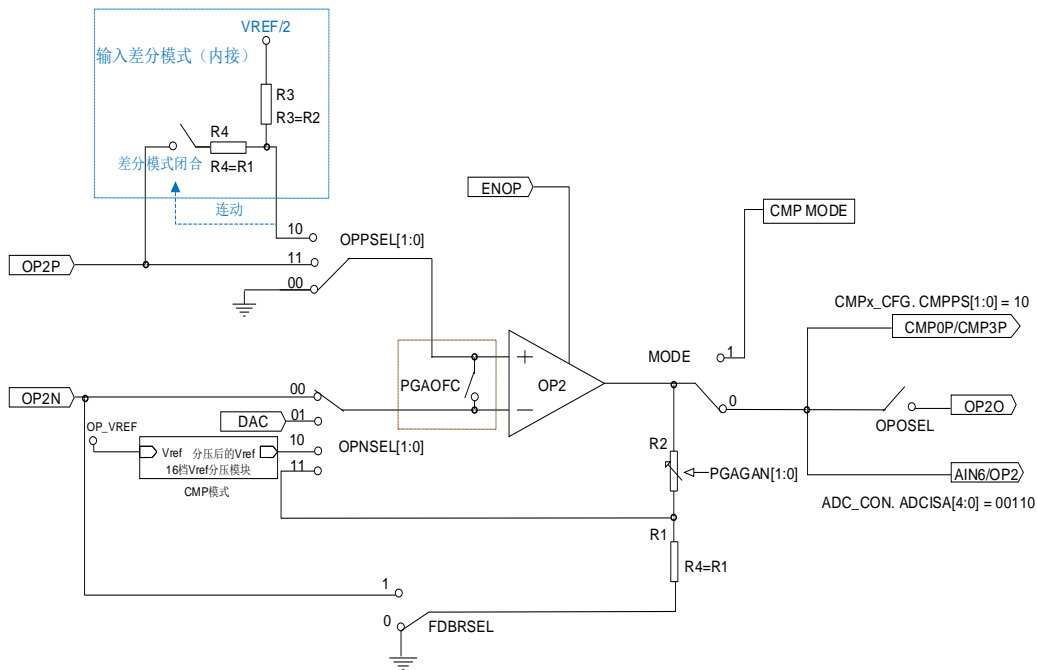 VREF/2
输入差分模式（内接）
R3
R3=R2
R4
R4=R1
差分模式闭合
连动
ENOP
CMP MODE
10
OPPSEL[1:0]
11
OP2P
00
CMPx_CFG. CMPPS[1:0] = 10
CMP0P/CMP3P
MODE
1
+
PGAOFC
OP2
−
OP2N
00
0
OP2O
OPOSEL
DAC
01
OP_VREF
OPNSEL[1:0]
R2
Vref 分压后的Vref
10
16档Vref分压模块
11
PGAGAN[1:0]
AIN6/OP2
CMP模式
ADC_CON. ADCISA[4:0] = 00110
R1
R4=R1
1
0
FDBRSEL